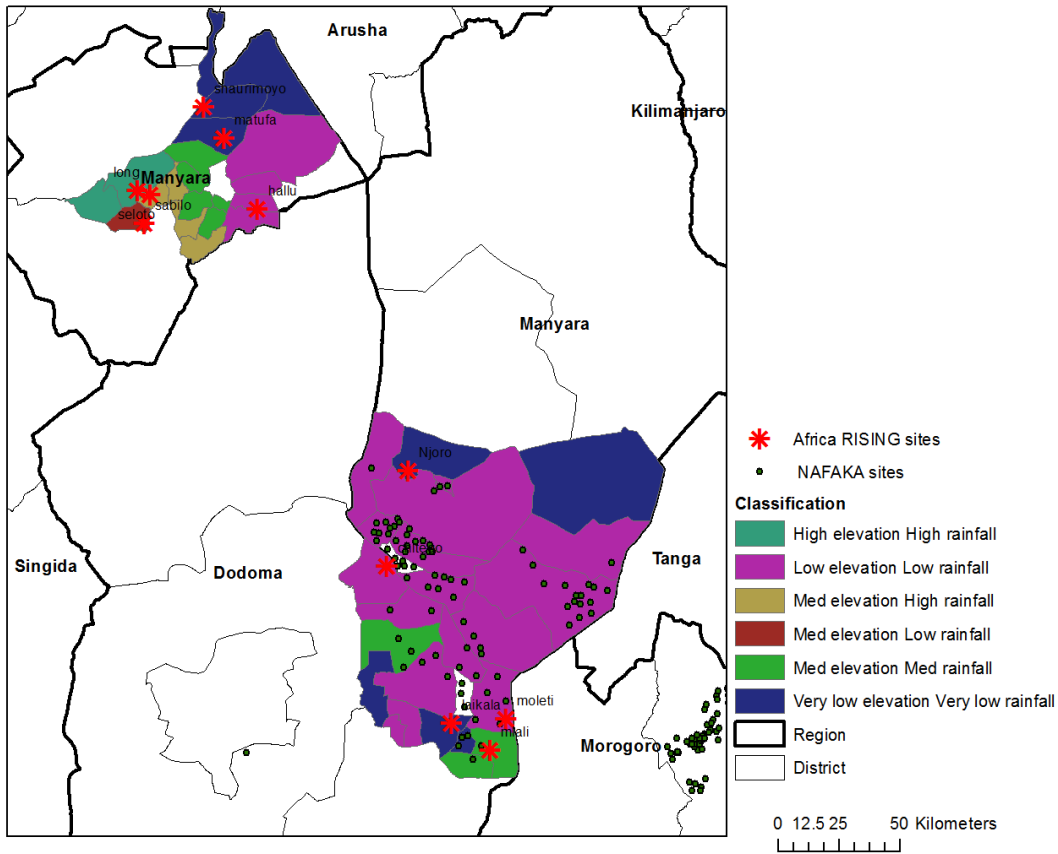 Arusha
shaurimoyo
Kilimanjaro
matufa
long
Manyara
hallu
sabilo
seloto
Manyara
Njoro
Africa RISING sites
NAFAKA sites
Classification
High elevation High rainfall
Singida
Dodoma
Tanga
Low elevation Low rainfall
Med elevation High rainfall
Med elevation Low rainfall
Med elevation Med rainfall
Very low elevation Very low rainfall
laikala
moleti
mlali
Morogoro
Region
District
0 12.5 25 50 Kilometers